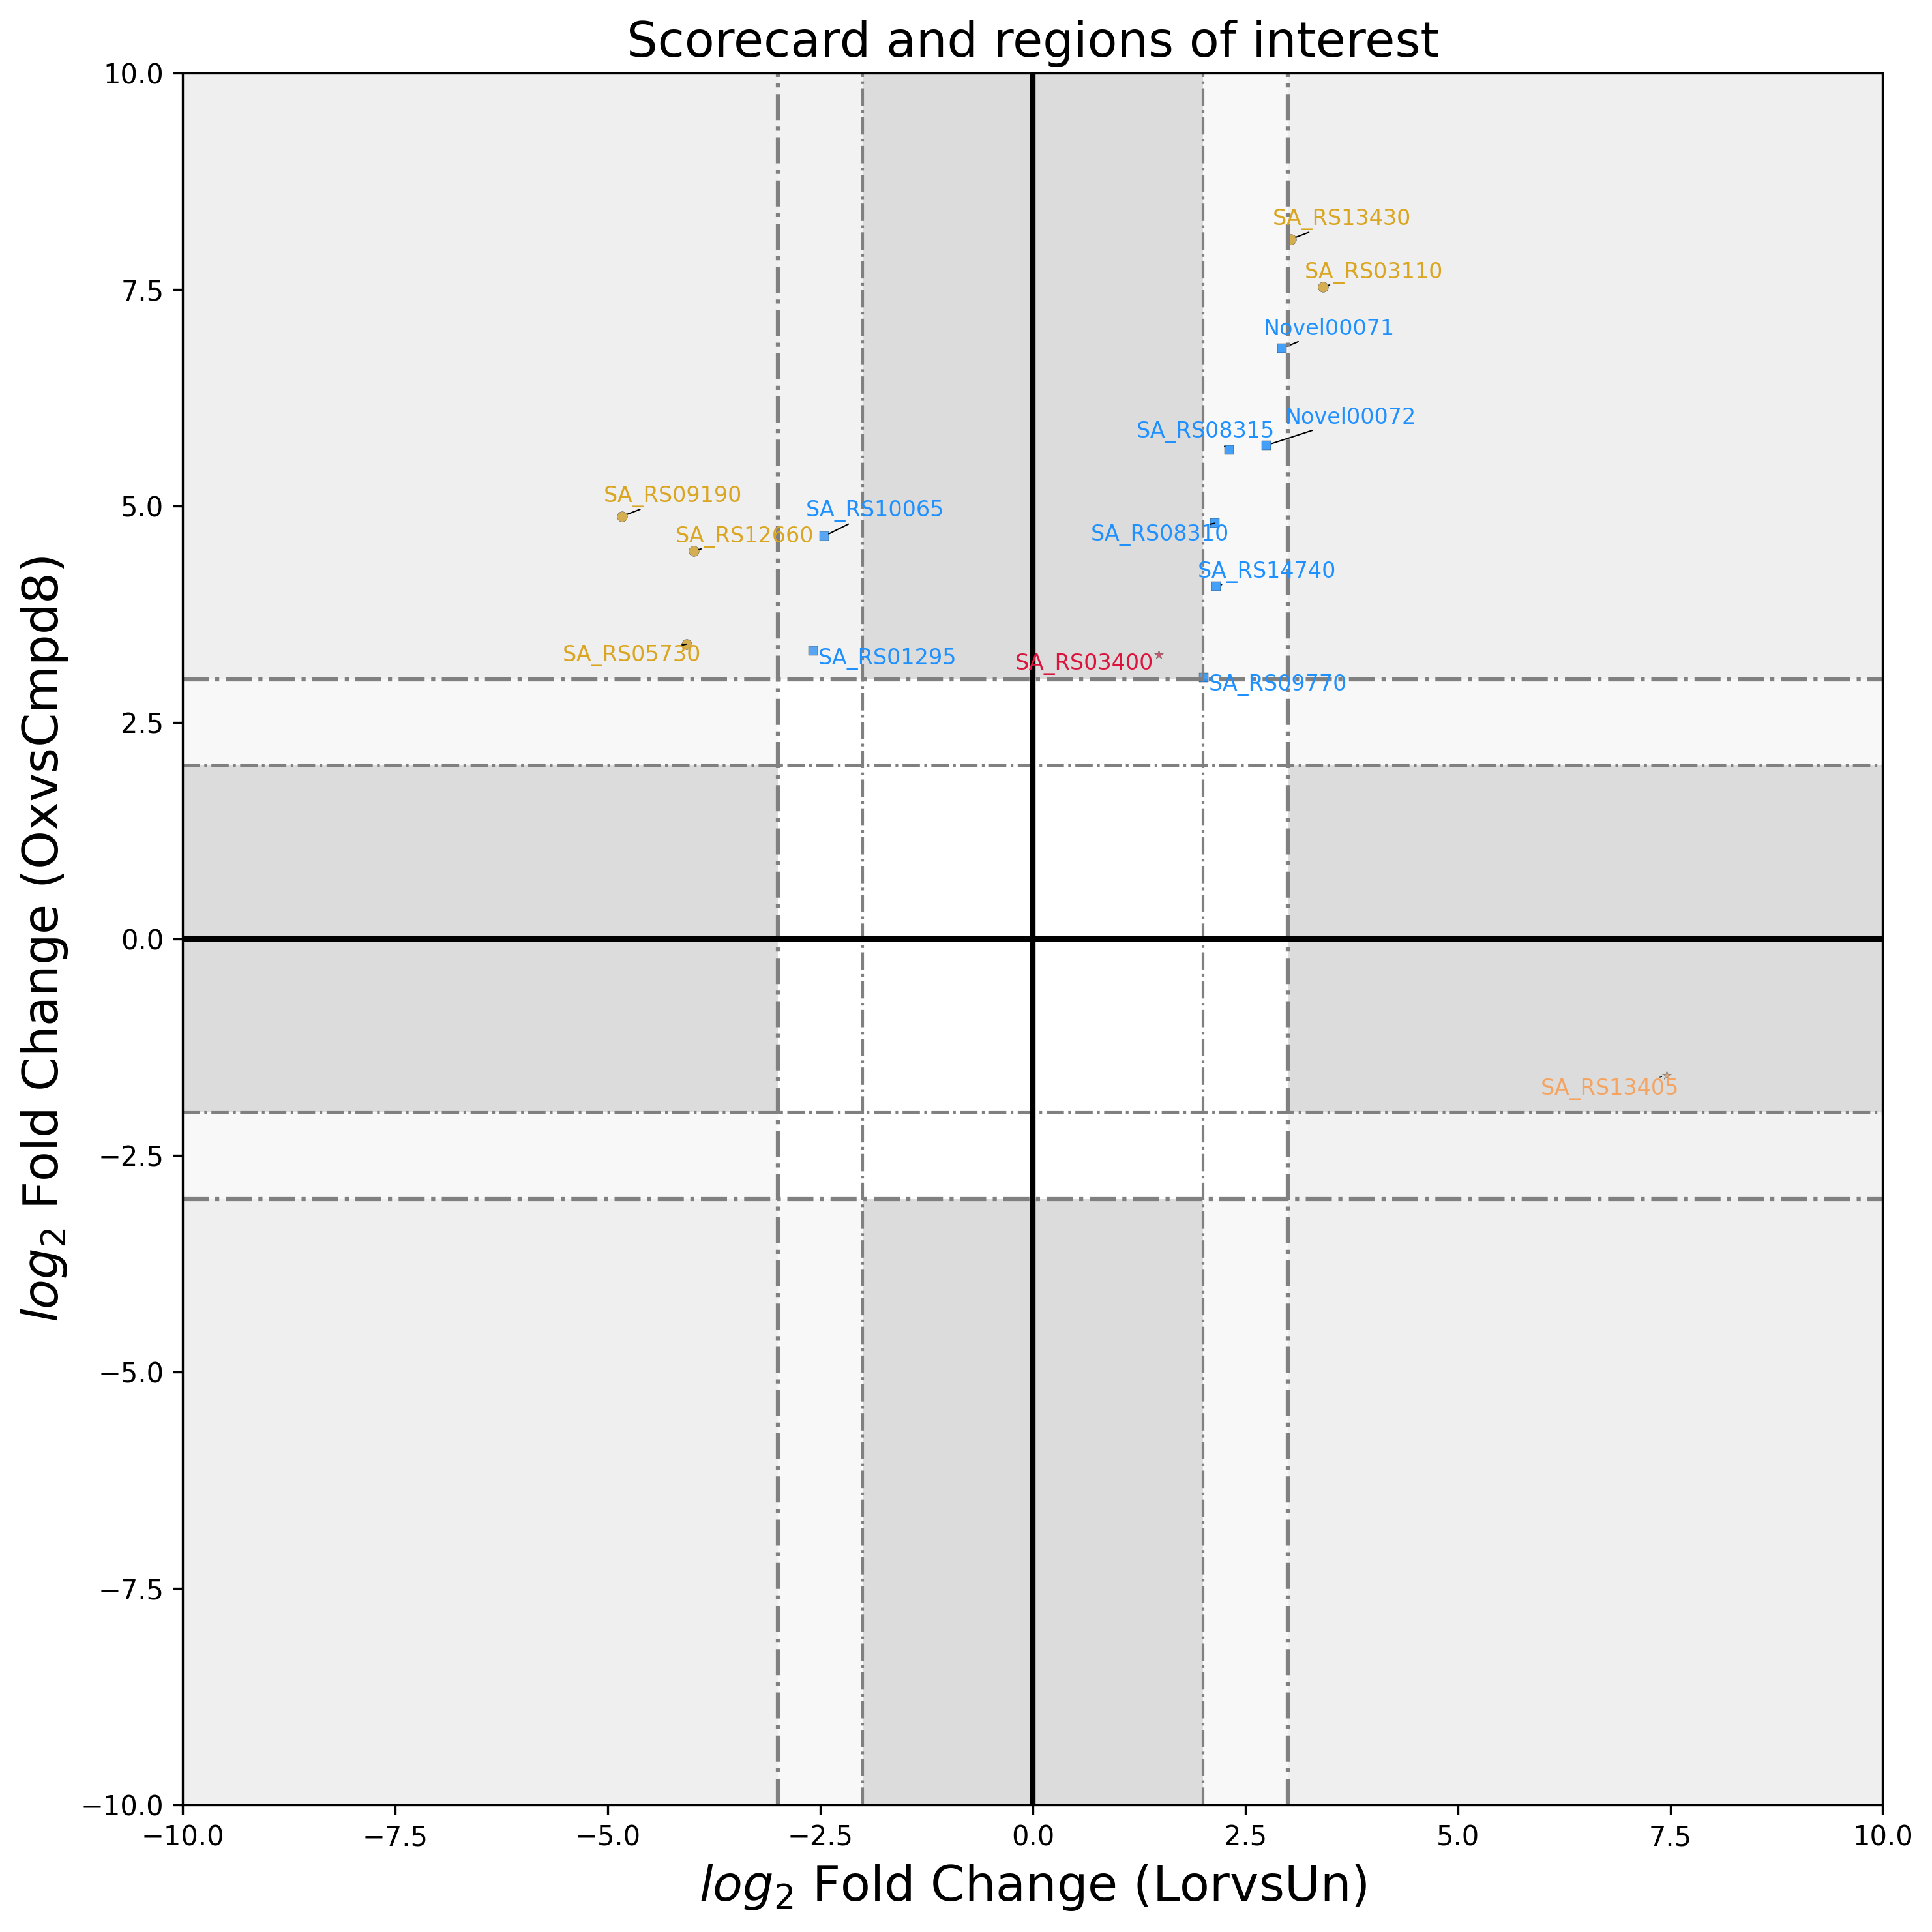 Scorecard and regions of interest
10.0
7.5
5.0
2.5
0.0
−2.5
−5.0
−7.5
−10.0
log2 Fold Change (OxvsCmpd8)
SA_RS13430
SA_RS03110
Novel00071
Novel00072
SA_RS08315
SA_RS09190
SA_RS10065
SA_RS12660
SA_RS08310
SA_RS14740
SA_RS05730
SA_RS01295
SA_RS03400
SA_RS09770
SA_RS13405
−10.0 −7.5 −5.0 −2.5 0.0 2.5 5.0 7.5 10.0
log2 Fold Change (LorvsUn)